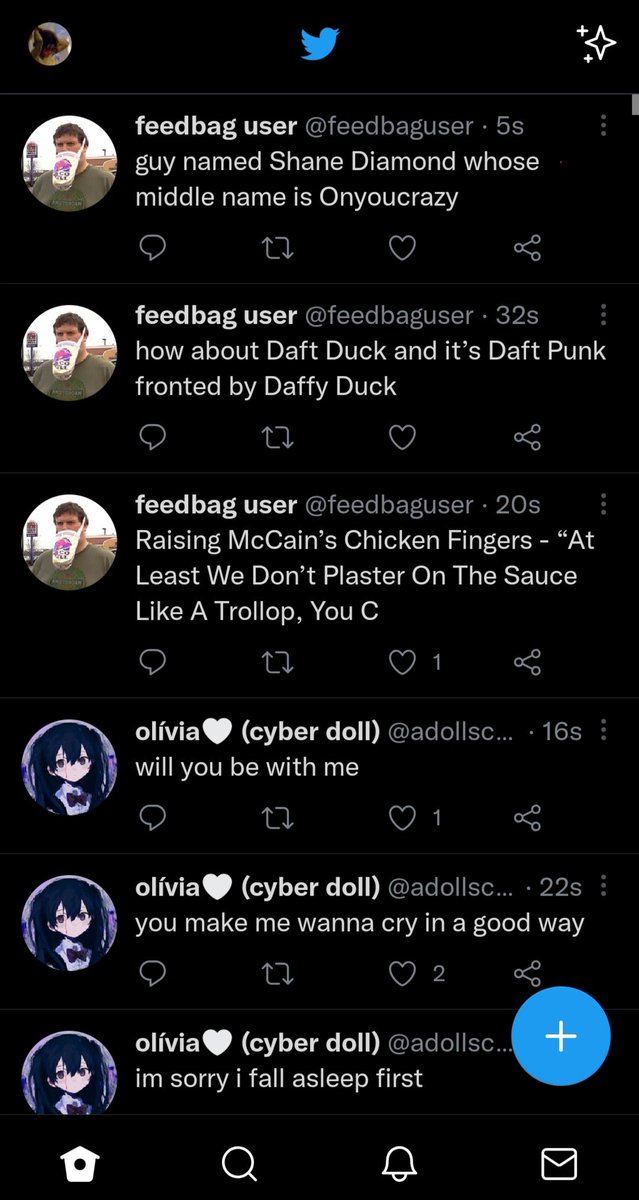 feedbag user @feedbaguser · 5s
guy named Shane Diamond whose
middle name is Onyoucrazy
feedbag user @feedbaguser · 32s
how about Daft Duck and it’s Daft Punk
fronted by Daffy Duck
feedbag user @feedbaguser · 20s
Raising McCain’s Chicken Fingers - “At
Least We Don’t Plaster On The Sauce
Like A Trollop, You C
1
olívia🤍 (cyber doll) @adollsc... · 16s
will you be with me
1
olívia🤍 (cyber doll) @adollsc... · 22s
you make me wanna cry in a good way
2
olívia🤍 (cyber doll) @adollsc...
im sorry i fall asleep first